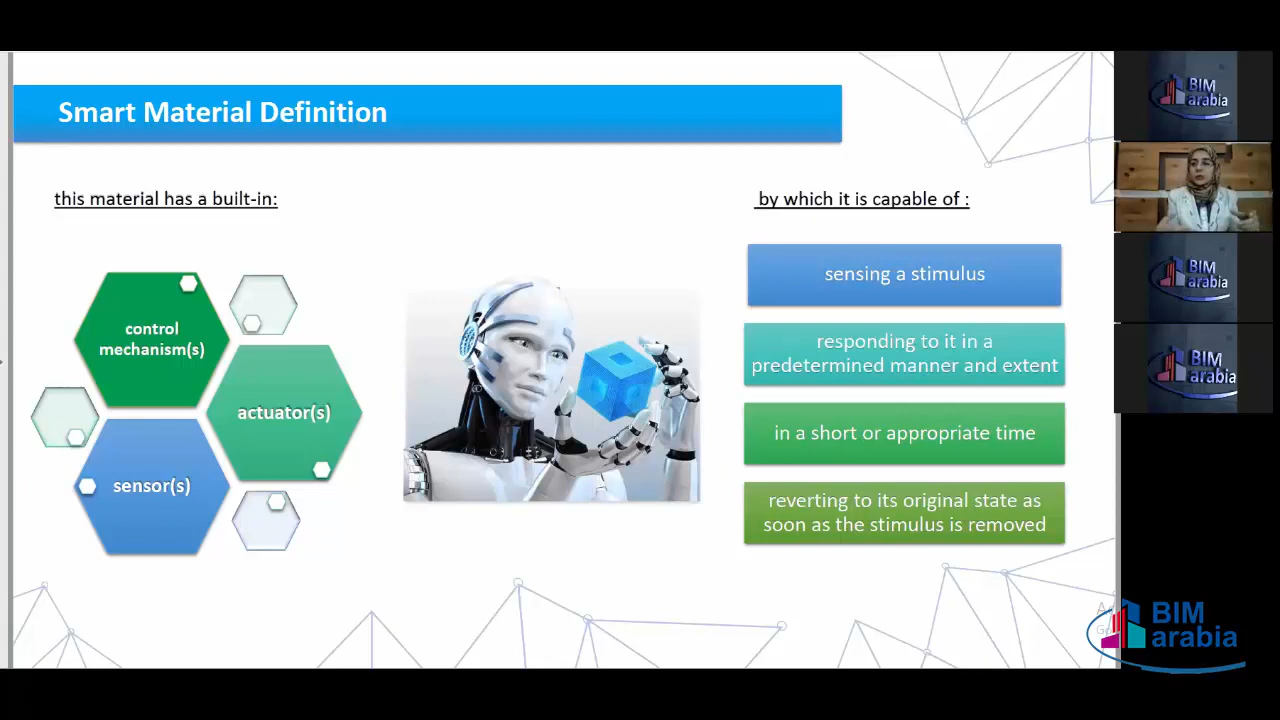 Smart Material Definition
this material has a built-in:
control
mechanism(s)
actuator(s)
sensor(s)
by which it is capable of :
sensing a stimulus
responding to it in a
predetermined manner and extent
in a short or appropriate time
reverting to its original state as
soon as the stimulus is removed
BIM
arabia
BIM
arabia
BIM
arabia
BIM
arabia